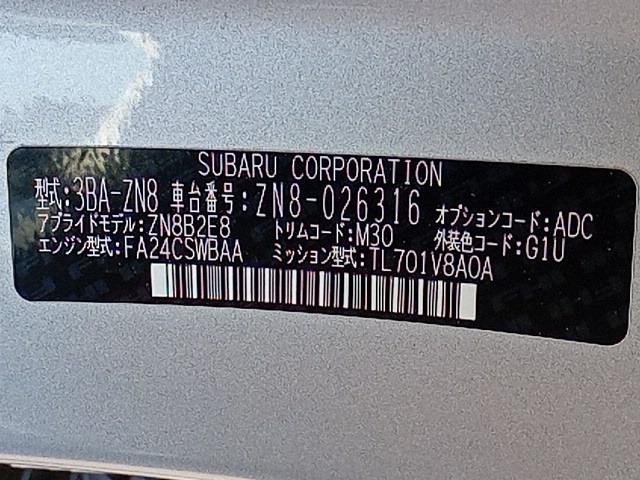 SUBARU CORPORATION
型式:3BA-ZN8 車台番号:ZN8-026316 オプションコード:ADC
アプライドモデル:ZN8B2E8 トリムコード:M30 外装色コード:G1U
エンジン型式:FA24CSWBAA ミッション型式:TL701V8A0A